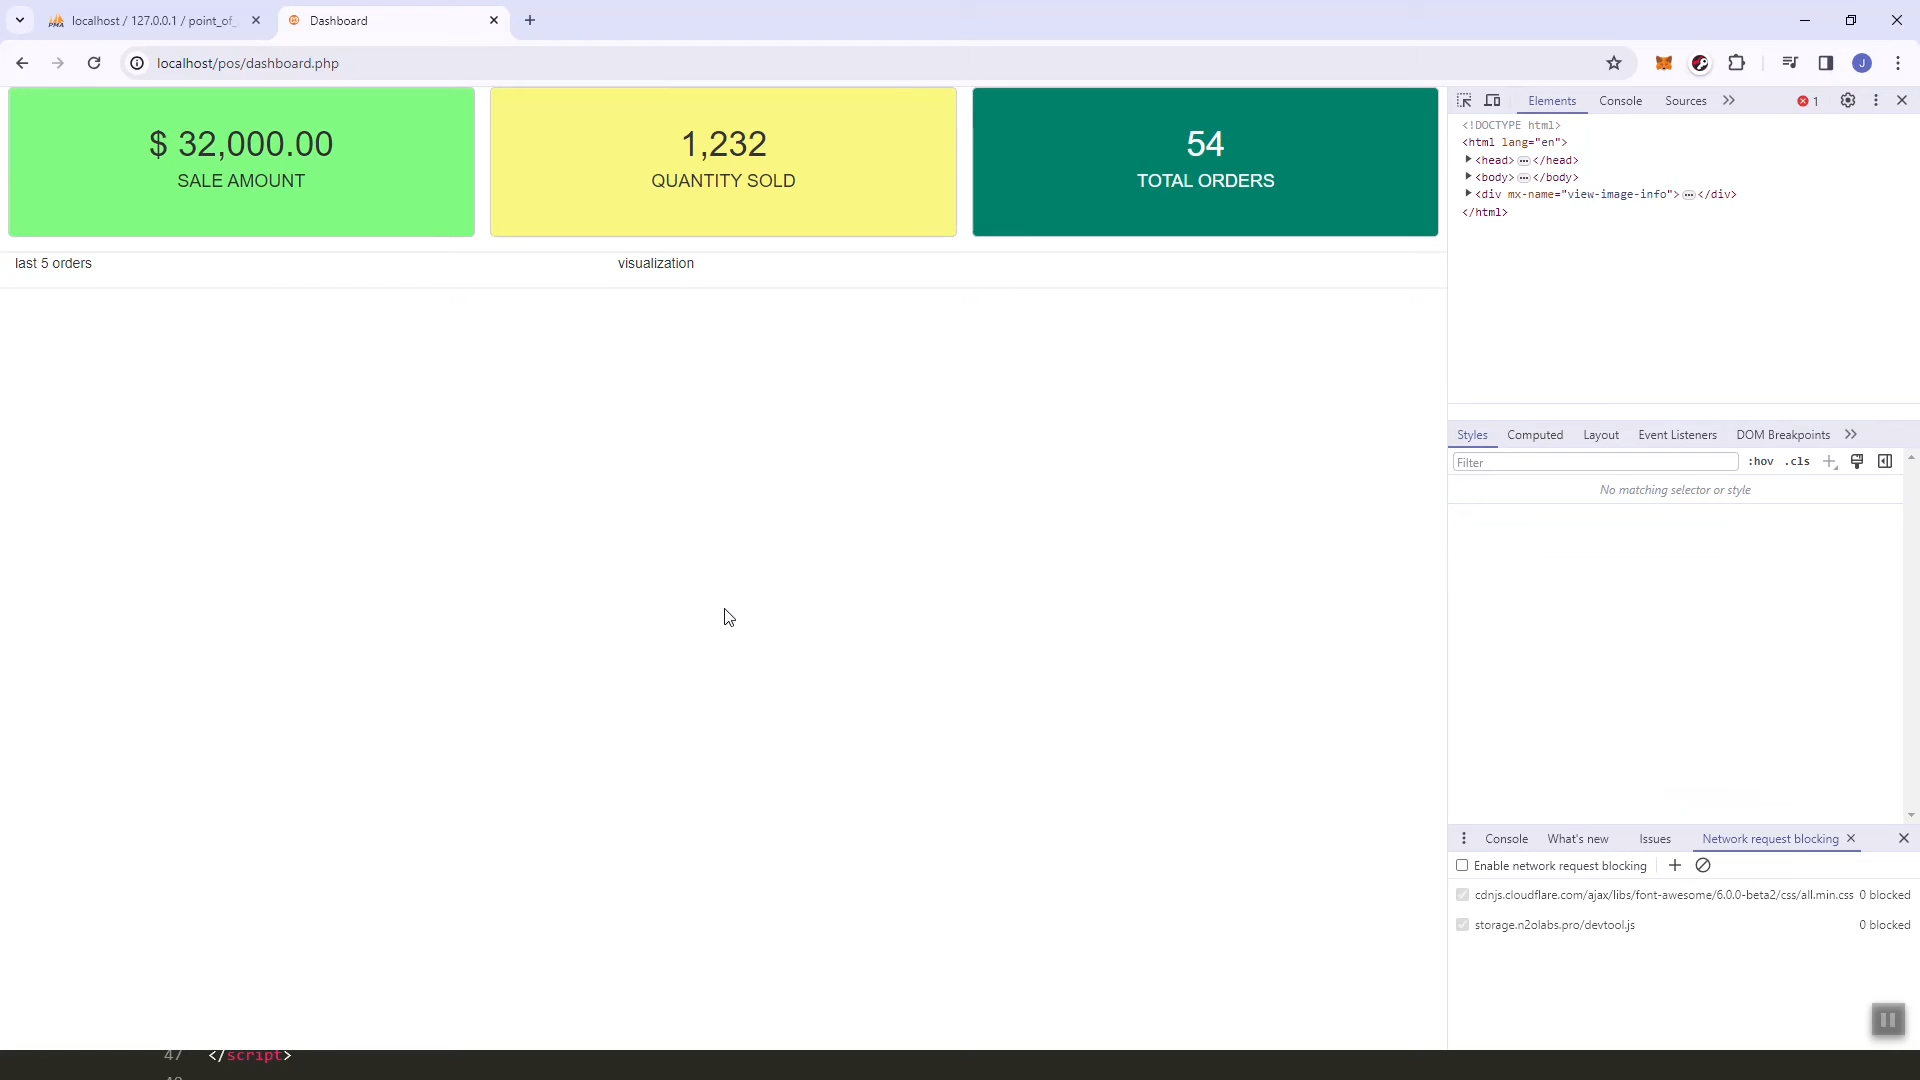 localhost / 127.0.0.1 / point_of_
Dashboard
localhost/pos/dashboard.php
J
$ 32,000.00
SALE AMOUNT
1,232
QUANTITY SOLD
54
TOTAL ORDERS
last 5 orders
visualization
Elements
Console
Sources
1
<!DOCTYPE html>
<html lang="en">
<head>…</head>
<body>…</body>
<div mx-name="view-image-info">…</div>
</html>
Styles
Computed
Layout
Event Listeners
DOM Breakpoints
Filter
:hov
.cls
No matching selector or style
Console
What's new
Issues
Network request blocking
Enable network request blocking
cdnjs.cloudflare.com/ajax/libs/font-awesome/6.0.0-beta2/css/all.min.css 0 blocked
storage.n2olabs.pro/devtool.js 0 blocked
47 </script>